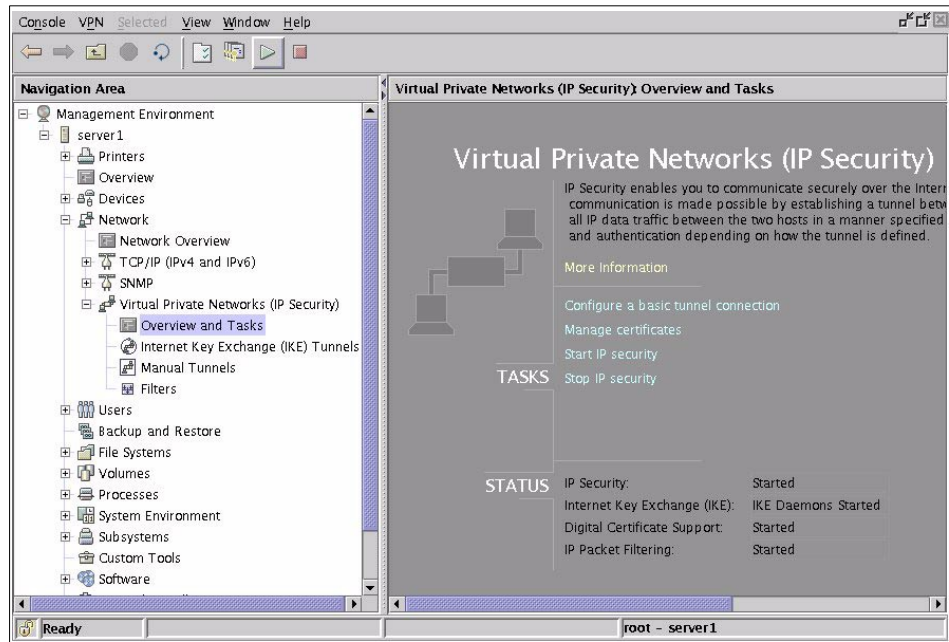 Console VPN Selected View Window Help
Navigation Area
Management Environment
server1
Printers
Overview
Devices
Network
Network Overview
TCP/IP (IPv4 and IPv6)
SNMP
Virtual Private Networks (IP Security)
Overview and Tasks
Internet Key Exchange (IKE) Tunnels
Manual Tunnels
Filters
Users
Backup and Restore
File Systems
Volumes
Processes
System Environment
Subsystems
Custom Tools
Software
Virtual Private Networks (IP Security): Overview and Tasks
Virtual Private Networks (IP Security)
IP Security enables you to communicate securely over the Intern
communication is made possible by establishing a tunnel betw
all IP data traffic between the two hosts in a manner specified
and authentication depending on how the tunnel is defined.
More Information
Configure a basic tunnel connection
Manage certificates
Start IP security
TASKS Stop IP security
STATUS IP Security: Started
Internet Key Exchange (IKE): IKE Daemons Started
Digital Certificate Support: Started
IP Packet Filtering: Started
Ready
root - server1